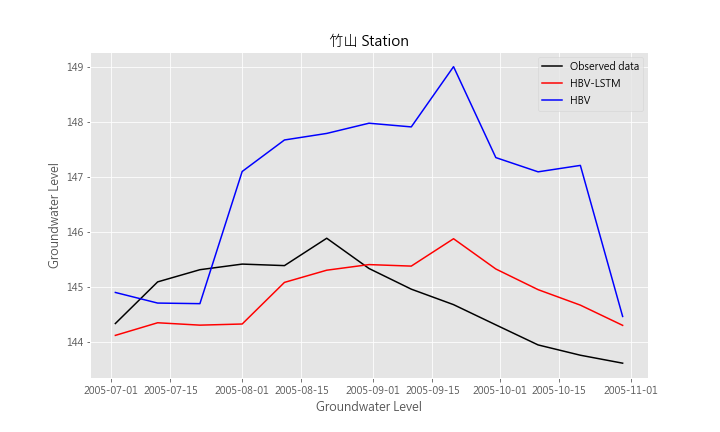 竹山 Station
Observed data
HBV-LSTM
HBV
Groundwater Level
149
148
147
146
145
144
2005-07-01 2005-07-15 2005-08-01 2005-08-15 2005-09-01 2005-09-15 2005-10-01 2005-10-15 2005-11-01
Groundwater Level